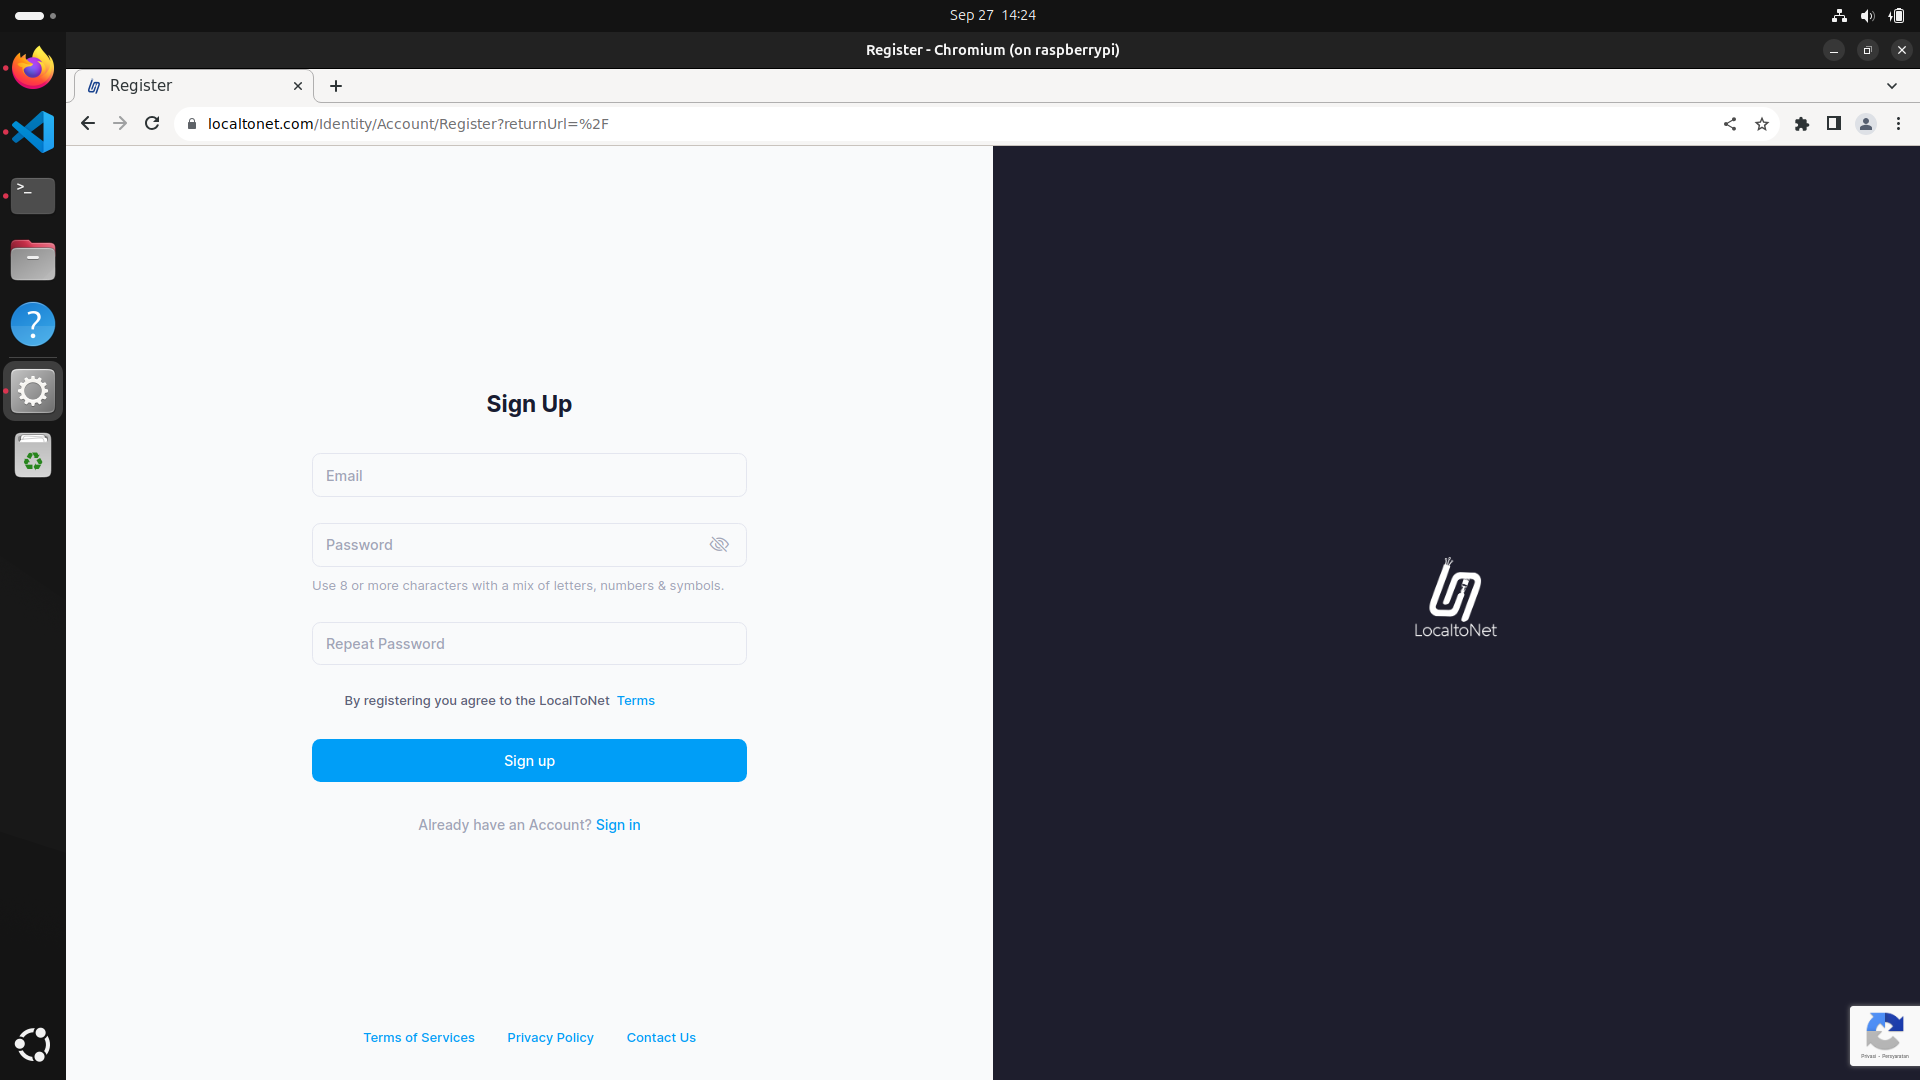 Sep 27 14:24
Register - Chromium (on raspberrypi)
Register
localtonet.com/Identity/Account/Register?returnUrl=%2F
Sign Up
Email
Password
Use 8 or more characters with a mix of letters, numbers & symbols.
Repeat Password
By registering you agree to the LocalToNet Terms
Sign up
Already have an Account? Sign in
LocaltoNet
Terms of Services Privacy Policy Contact Us
Privasi - Persyaratan